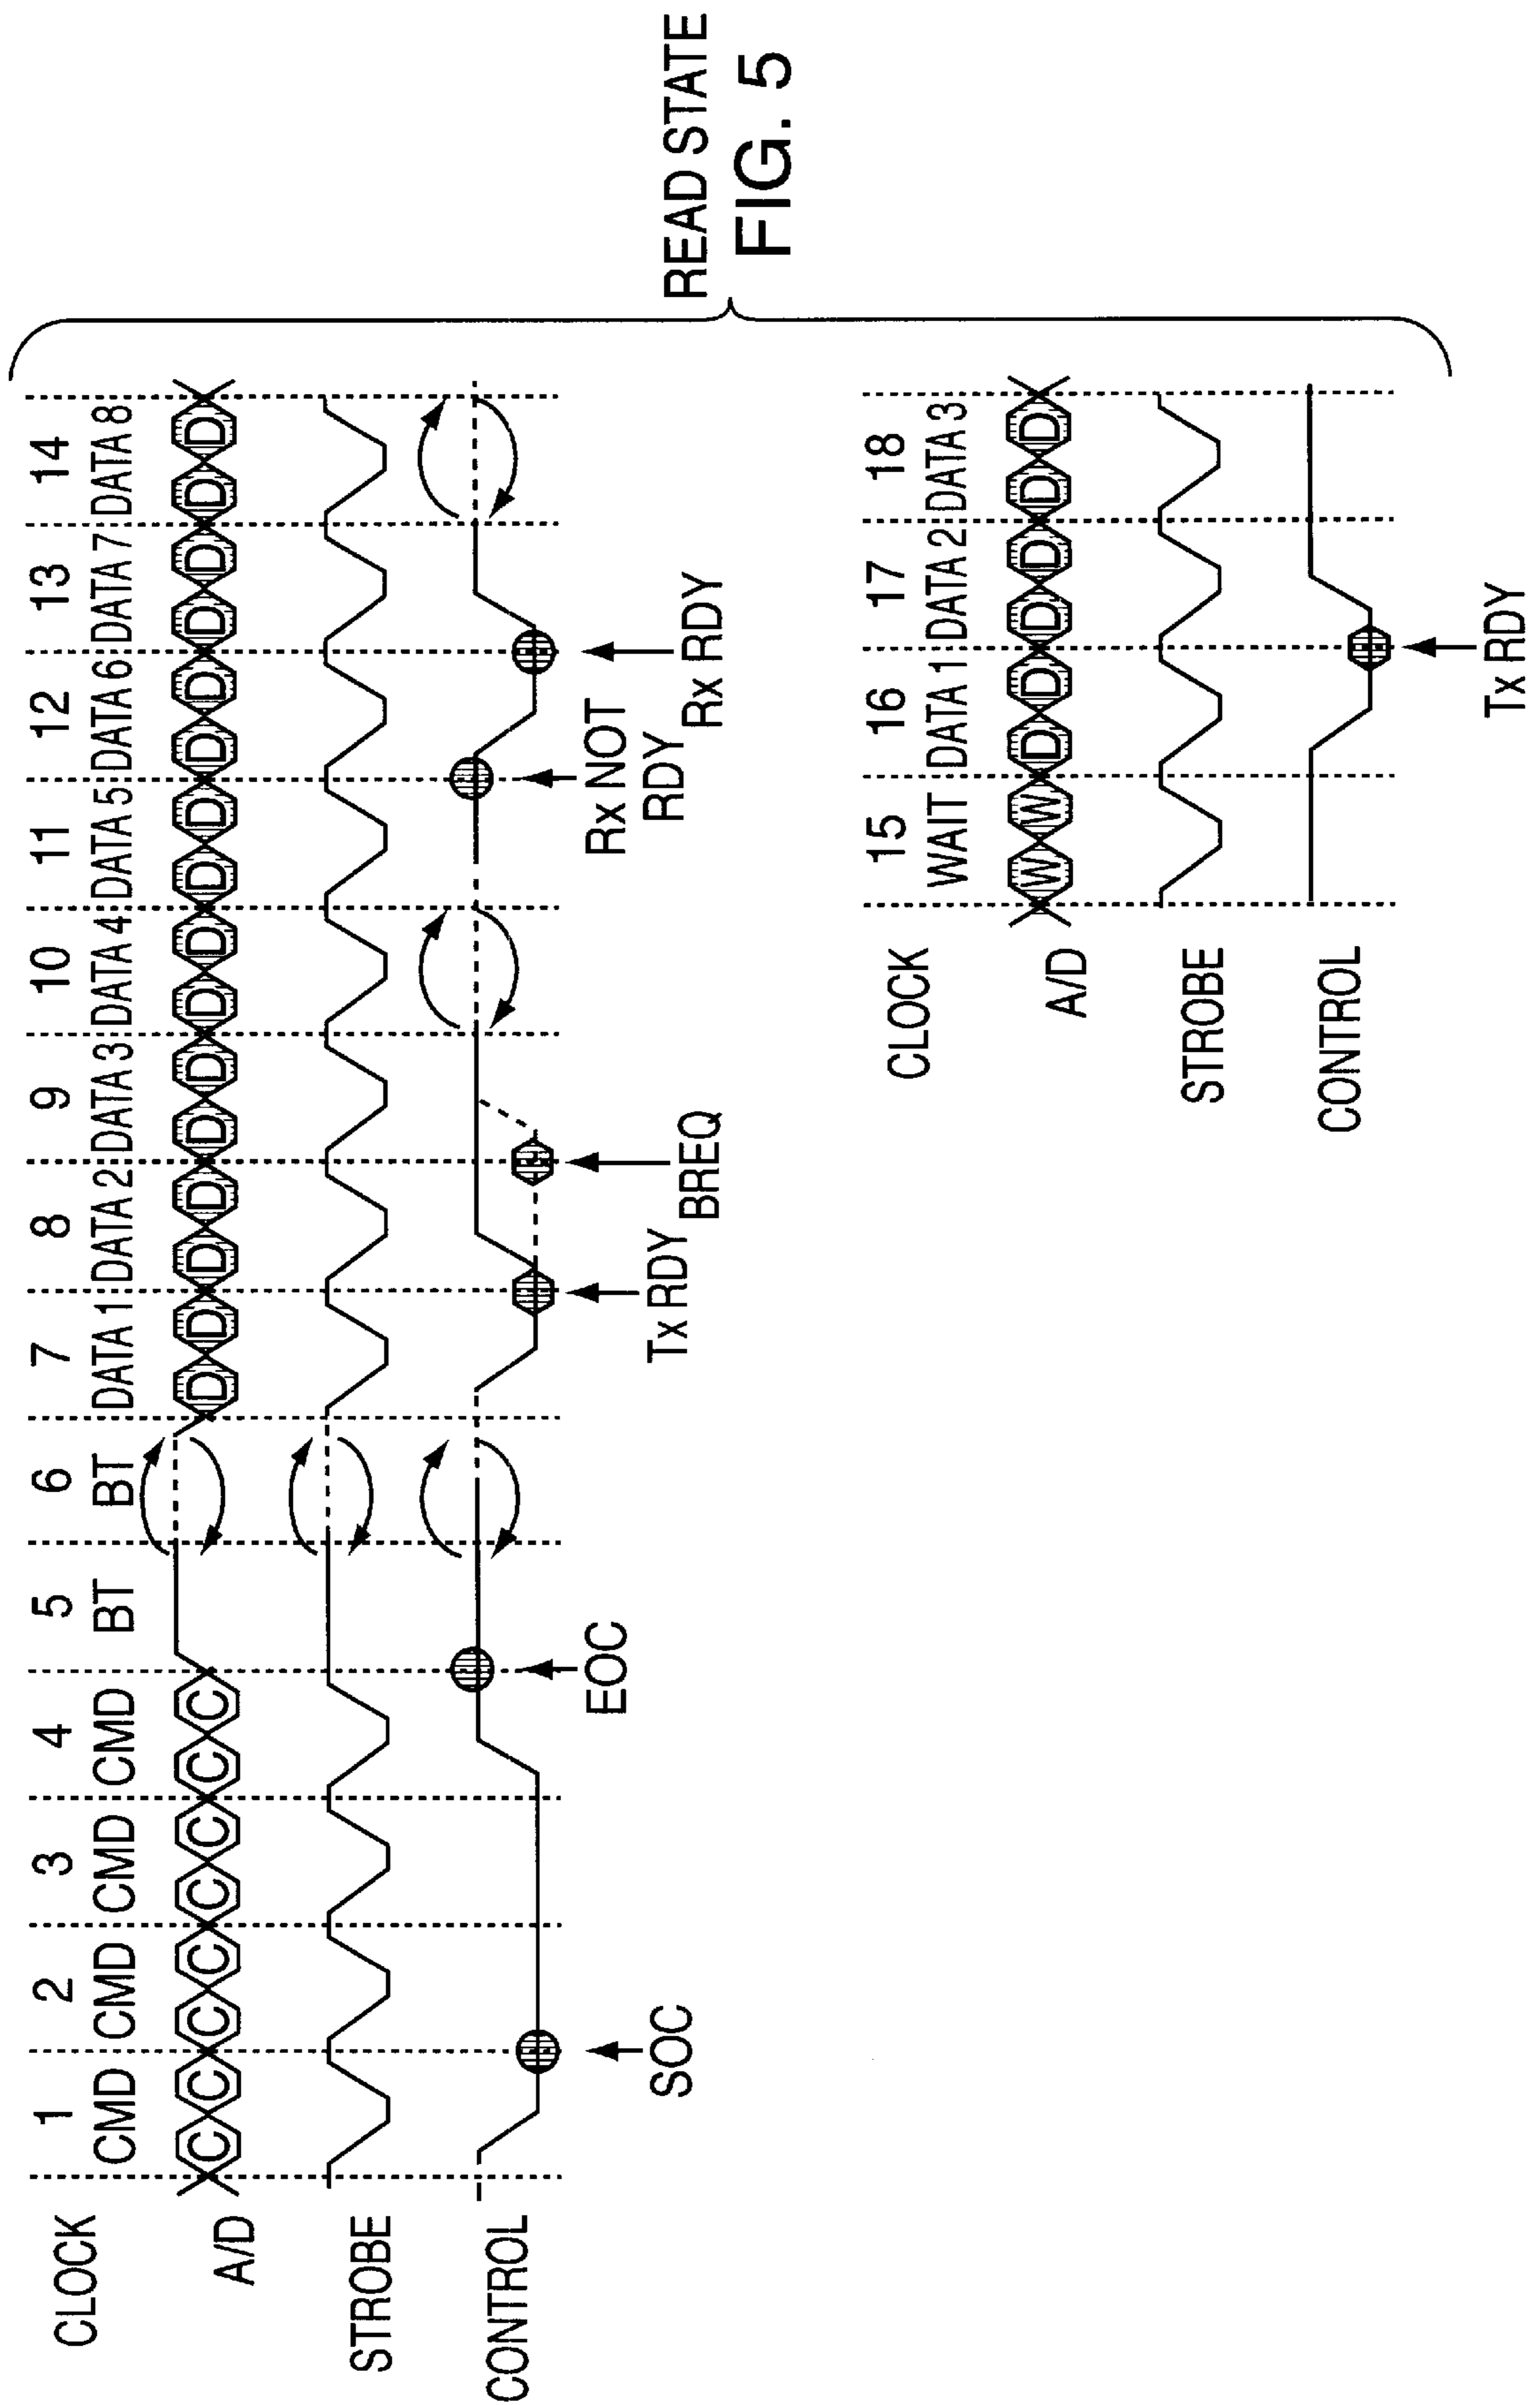 CLOCK 1 2 3 4 5 6 7 8 9 10 11 12 13 14
CMD CMD CMD CMD BT BT DATA 1 DATA 2 DATA 3 DATA 4 DATA 5 DATA 6 DATA 7 DATA 8
A/D C C C C C C C C D D D D D D D D D D D D D D D D
STROBE
CONTROL
SOC
EOC
Tx RDY
BREQ
Rx NOT
RDY
Rx RDY
CLOCK 15 16 17 18
WAIT DATA 1 DATA 2 DATA 3
A/D W W D D D D D D
STROBE
CONTROL
Tx RDY
READ STATE
FIG. 5